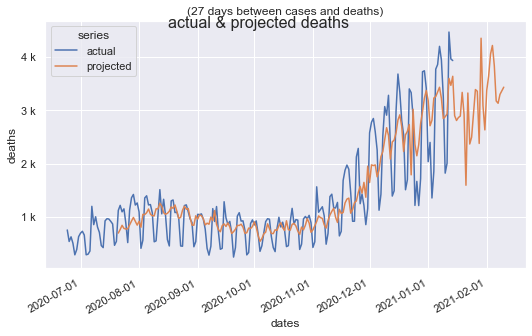 (27 days between cases and deaths)
actual & projected deaths
series
actual
projected
4 k
3 k
2 k
1 k
deaths
2020-07-01
2020-08-01
2020-09-01
2020-10-01
2020-11-01
2020-12-01
2021-01-01
2021-02-01
dates